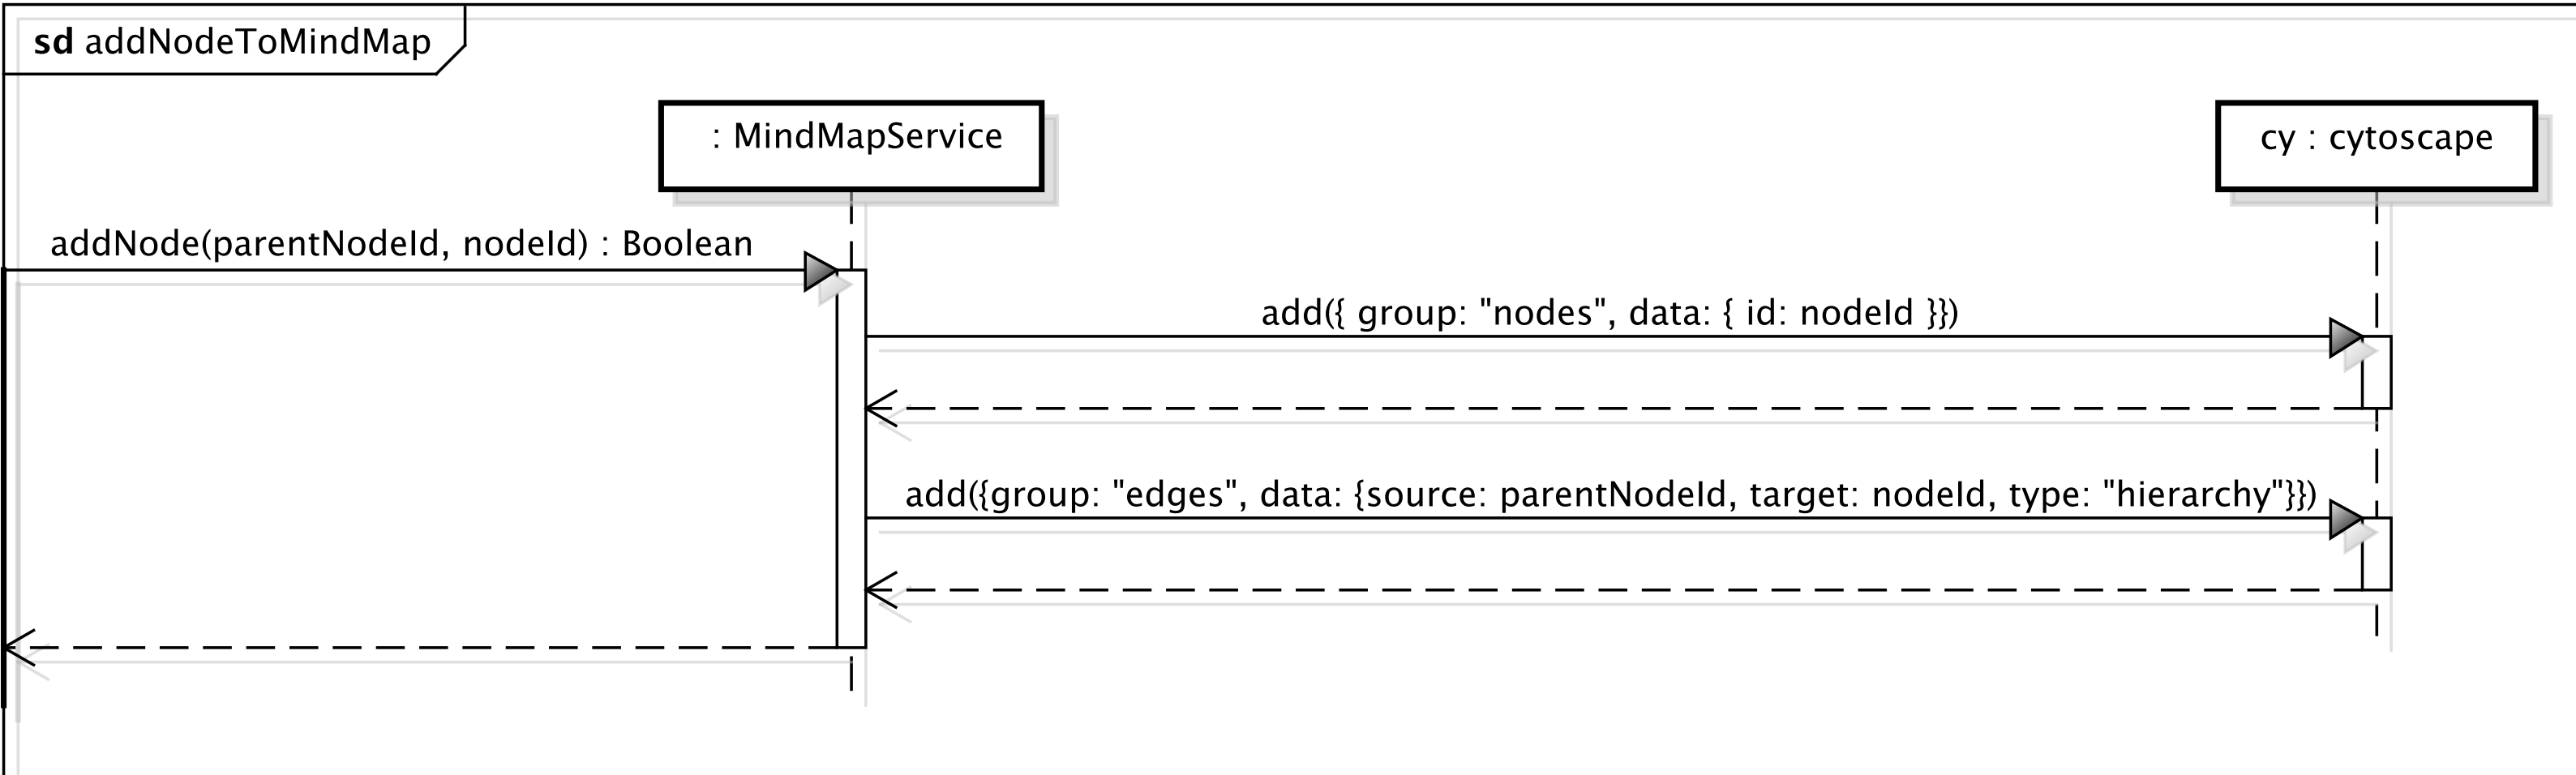 sd addNodeToMindMap
: MindMapService
cy : cytoscape
addNode(parentNodeId, nodeId) : Boolean
add({ group: "nodes", data: { id: nodeId }})
add({group: "edges", data: {source: parentNodeId, target: nodeId, type: "hierarchy"}})